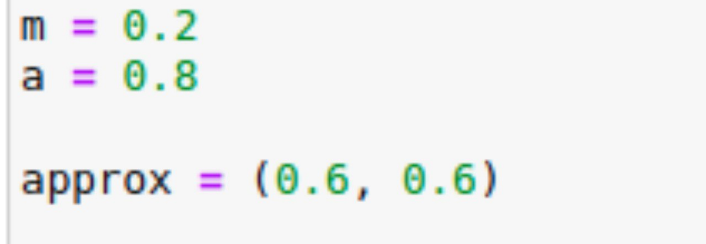 m = 0.2
a = 0.8
approx = (0.6, 0.6)